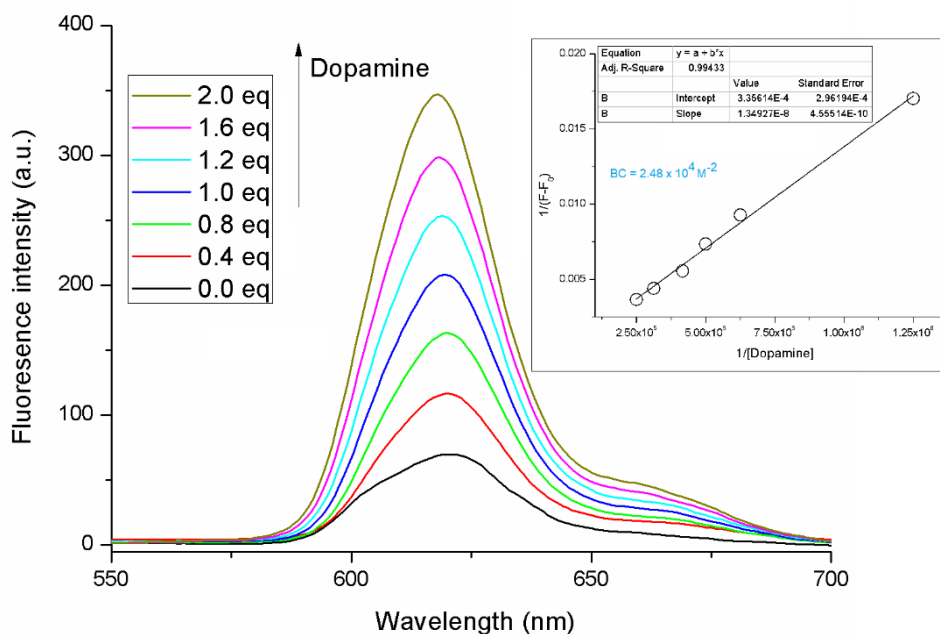 400
300
200
100
0
Fluorescence intensity (a.u.)
550
600
650
700
Wavelength (nm)
Dopamine
2.0 eq
1.6 eq
1.2 eq
1.0 eq
0.8 eq
0.4 eq
0.0 eq
0.020
0.015
0.010
0.005
1/(F-F₀)
Equation y = a + b*x
Adj. R-Square 0.99433
Value Standard Error
B Intercept 3.35614E-4 2.96194E-4
B Slope 1.34927E-8 4.55514E-10
BC = 2.48 x 10⁴ M⁻²
2.50x10⁵ 5.00x10⁵ 7.50x10⁵ 1.00x10⁶ 1.25x10⁶
1/[Dopamine]